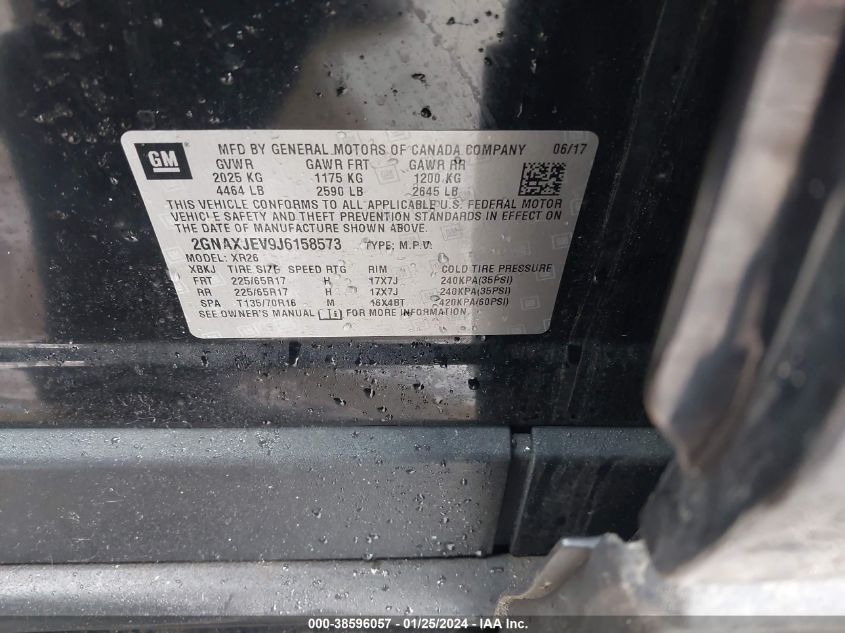 GM MFD BY GENERAL MOTORS OF CANADA COMPANY 06/17
GVWR GAWR FRT GAWR RR
2025 KG 1175 KG 1200 KG
4464 LB 2590 LB 2645 LB
THIS VEHICLE CONFORMS TO ALL APPLICABLE U.S. FEDERAL MOTOR
VEHICLE SAFETY AND THEFT PREVENTION STANDARDS IN EFFECT ON
THE DATE OF MANUFACTURE SHOWN ABOVE.
2GNAXJEV9J6158573 TYPE: M.P.V.
MODEL: XR26
XBKJ TIRE SIZE SPEED RTG RIM COLD TIRE PRESSURE
FRT 225/65R17 H 17X7J 240KPA(35PSI)
RR 225/65R17 H 17X7J 240KPA(35PSI)
SPA T135/70R16 M 16X4BT 420KPA(60PSI)
SEE OWNER'S MANUAL FOR MORE INFORMATION.
000-38596057 - 01/25/2024 - IAA Inc.